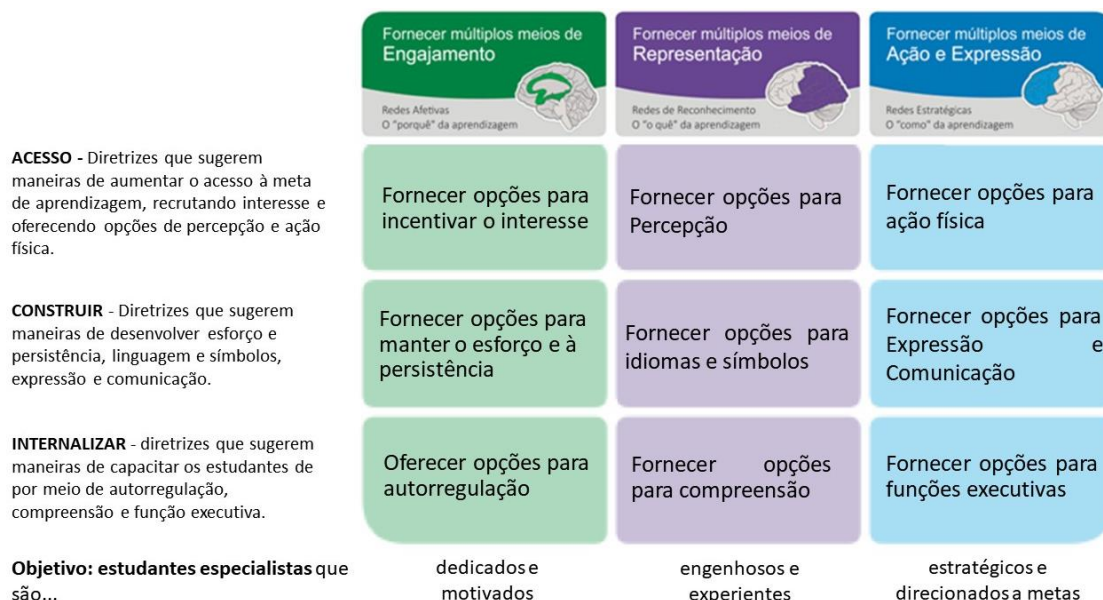 Fornecer múltiplos meios de
Engajamento
Redes Afetivas
O "porquê" da aprendizagem
Fornecer múltiplos meios de
Representação
Redes de Reconhecimento
O "o quê" da aprendizagem
Fornecer múltiplos meios de
Ação e Expressão
Redes Estratégicas
O "como" da aprendizagem
ACESSO - Diretrizes que sugerem
maneiras de aumentar o acesso à meta
de aprendizagem, recrutando interesse e
oferecendo opções de percepção e ação
física.
Fornecer opções para
incentivar o interesse
Fornecer opções para
Percepção
Fornecer opções para
ação física
CONSTRUIR - Diretrizes que sugerem
maneiras de desenvolver esforço e
persistência, linguagem e símbolos,
expressão e comunicação.
Fornecer opções para
manter o esforço e à
persistência
Fornecer opções para
idiomas e símbolos
Fornecer opções para
Expressão e
Comunicação
INTERNALIZAR - diretrizes que sugerem
maneiras de capacitar os estudantes de
por meio de autorregulação,
compreensão e função executiva.
Oferecer opções para
autorregulação
Fornecer opções
para compreensão
Fornecer opções para
funções executivas
Objetivo: estudantes especialistas que
são...
dedicados e
motivados
engenhosos e
experientes
estratégicos e
direcionados a metas